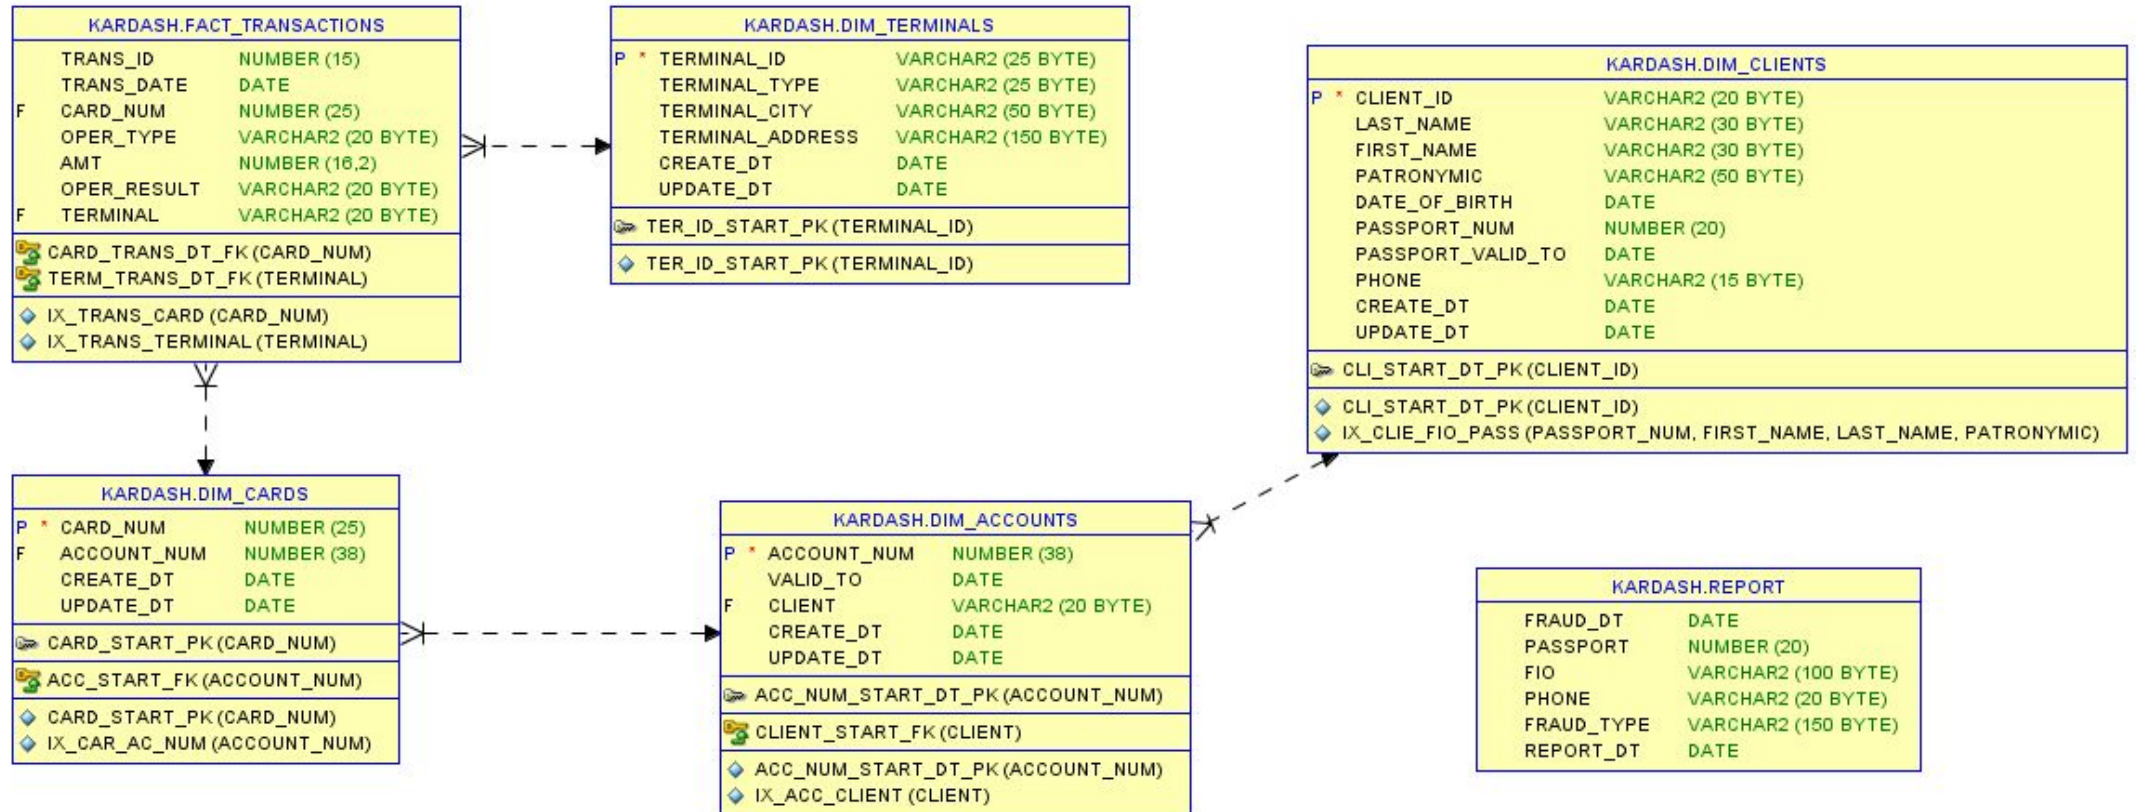 KARDASH.FACT_TRANSACTIONS
TRANS_ID NUMBER (15)
TRANS_DATE DATE
F CARD_NUM NUMBER (25)
OPER_TYPE VARCHAR2 (20 BYTE)
AMT NUMBER (16,2)
OPER_RESULT VARCHAR2 (20 BYTE)
F TERMINAL VARCHAR2 (20 BYTE)
CARD_TRANS_DT_FK (CARD_NUM)
TERM_TRANS_DT_FK (TERMINAL)
IX_TRANS_CARD (CARD_NUM)
IX_TRANS_TERMINAL (TERMINAL)
KARDASH.DIM_TERMINALS
P * TERMINAL_ID VARCHAR2 (25 BYTE)
TERMINAL_TYPE VARCHAR2 (25 BYTE)
TERMINAL_CITY VARCHAR2 (50 BYTE)
TERMINAL_ADDRESS VARCHAR2 (150 BYTE)
CREATE_DT DATE
UPDATE_DT DATE
TER_ID_START_PK (TERMINAL_ID)
TER_ID_START_PK (TERMINAL_ID)
KARDASH.DIM_CLIENTS
P * CLIENT_ID VARCHAR2 (20 BYTE)
LAST_NAME VARCHAR2 (30 BYTE)
FIRST_NAME VARCHAR2 (30 BYTE)
PATRONYMIC VARCHAR2 (50 BYTE)
DATE_OF_BIRTH DATE
PASSPORT_NUM NUMBER (20)
PASSPORT_VALID_TO DATE
PHONE VARCHAR2 (15 BYTE)
CREATE_DT DATE
UPDATE_DT DATE
CLI_START_DT_PK (CLIENT_ID)
CLI_START_DT_PK (CLIENT_ID)
IX_CLIE_FIO_PASS (PASSPORT_NUM, FIRST_NAME, LAST_NAME, PATRONYMIC)
KARDASH.DIM_CARDS
P * CARD_NUM NUMBER (25)
F ACCOUNT_NUM NUMBER (38)
CREATE_DT DATE
UPDATE_DT DATE
CARD_START_PK (CARD_NUM)
ACC_START_FK (ACCOUNT_NUM)
CARD_START_PK (CARD_NUM)
IX_CAR_AC_NUM (ACCOUNT_NUM)
KARDASH.DIM_ACCOUNTS
P * ACCOUNT_NUM NUMBER (38)
VALID_TO DATE
F CLIENT VARCHAR2 (20 BYTE)
CREATE_DT DATE
UPDATE_DT DATE
ACC_NUM_START_DT_PK (ACCOUNT_NUM)
CLIENT_START_FK (CLIENT)
ACC_NUM_START_DT_PK (ACCOUNT_NUM)
IX_ACC_CLIENT (CLIENT)
KARDASH.REPORT
FRAUD_DT DATE
PASSPORT NUMBER (20)
FIO VARCHAR2 (100 BYTE)
PHONE VARCHAR2 (20 BYTE)
FRAUD_TYPE VARCHAR2 (150 BYTE)
REPORT_DT DATE